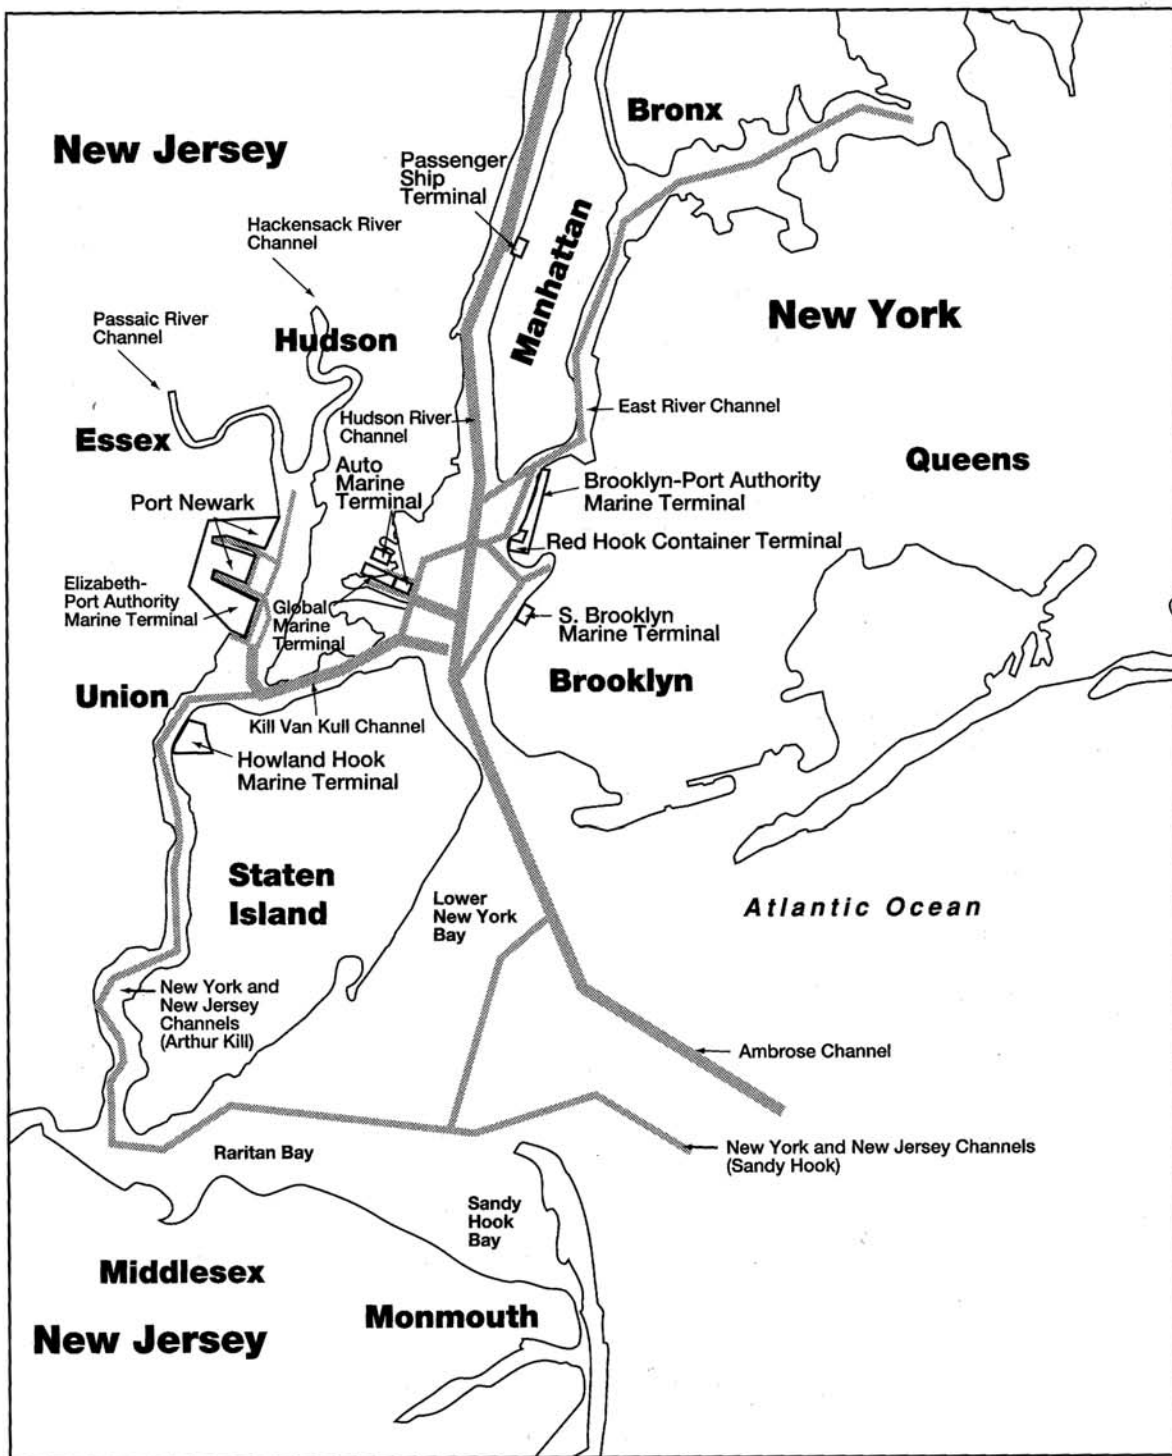 Bronx
New Jersey
Passenger
Ship
Terminal
Manhattan
Hackensack River
Channel
Passaic River
Channel
Hudson
New York
Hudson River
Channel
East River Channel
Essex
Queens
Auto
Marine
Terminal
Brooklyn-Port Authority
Marine Terminal
Port Newark
Red Hook Container Terminal
Elizabeth-
Port Authority
Marine Terminal
Global
Marine
Terminal
S. Brooklyn
Marine Terminal
Union
Brooklyn
Kill Van Kull Channel
Howland Hook
Marine Terminal
Staten
Island
Lower
New York
Bay
Atlantic Ocean
New York and
New Jersey
Channels
(Arthur Kill)
Ambrose Channel
Raritan Bay
New York and New Jersey Channels
(Sandy Hook)
Sandy
Hook
Bay
Middlesex
New Jersey
Monmouth